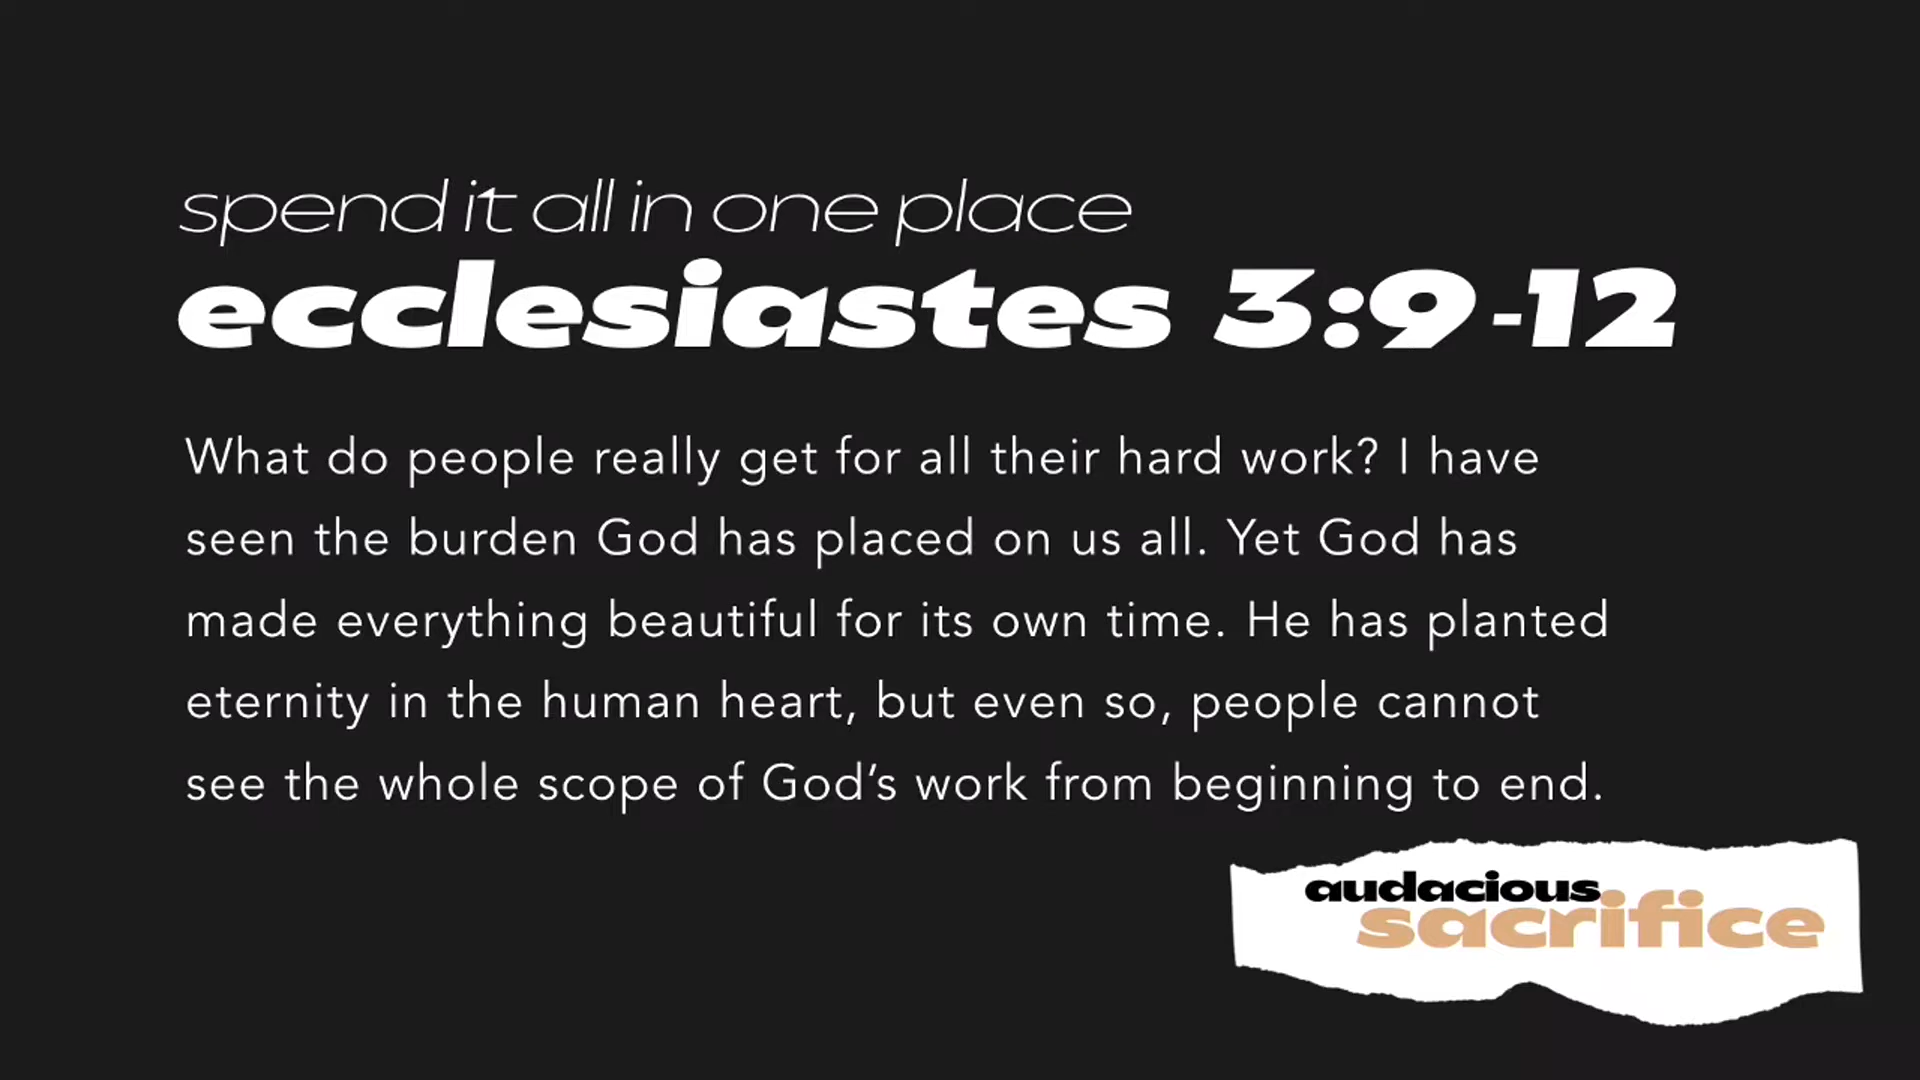 spend it all in one place
ecclesiastes 3:9-12
What do people really get for all their hard work? I have
seen the burden God has placed on us all. Yet God has
made everything beautiful for its own time. He has planted
eternity in the human heart, but even so, people cannot
see the whole scope of God’s work from beginning to end.
audacious
sacrifice